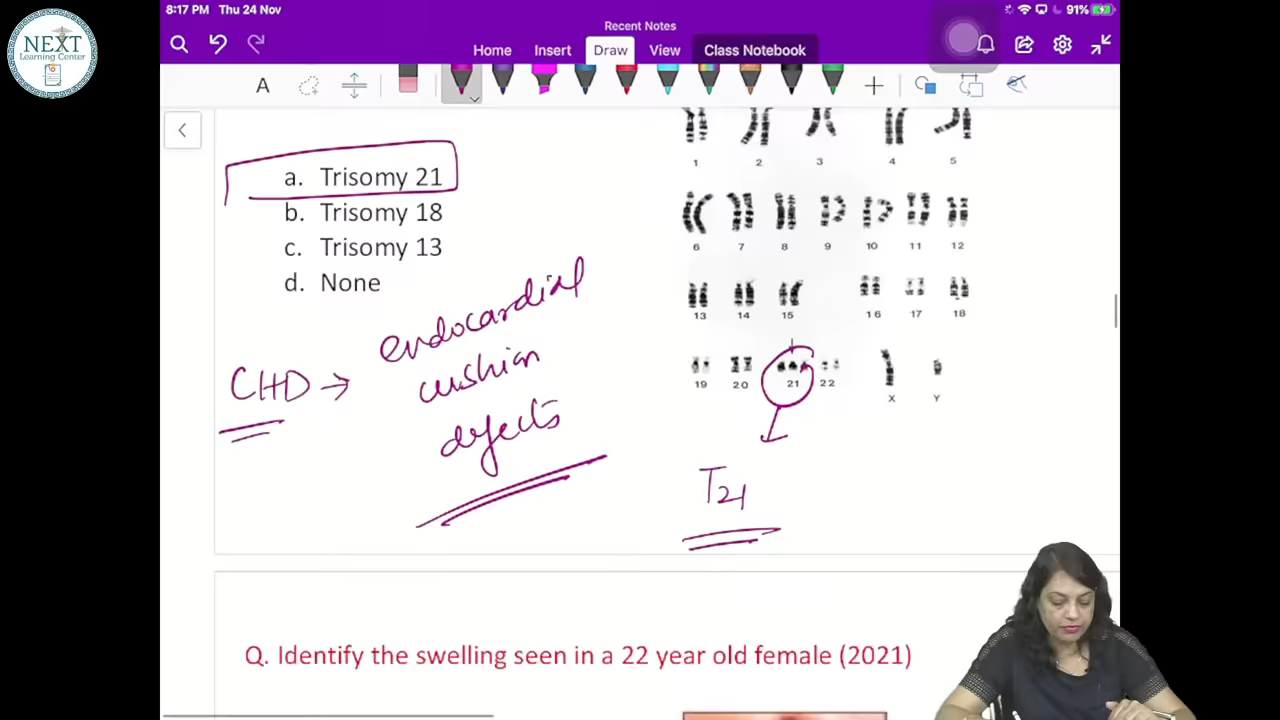 8:17 PM Thu 24 Nov
Recent Notes
91%
NEXT
Learning Center
Home Insert Draw View Class Notebook
A
a. Trisomy 21
b. Trisomy 18
c. Trisomy 13
d. None
CHD → endocardial
cushion
defects
1 2 3 4 5
6 7 8 9 10 11 12
13 14 15 16 17 18
19 20 21 22 X Y
T21
Q. Identify the swelling seen in a 22 year old female (2021)